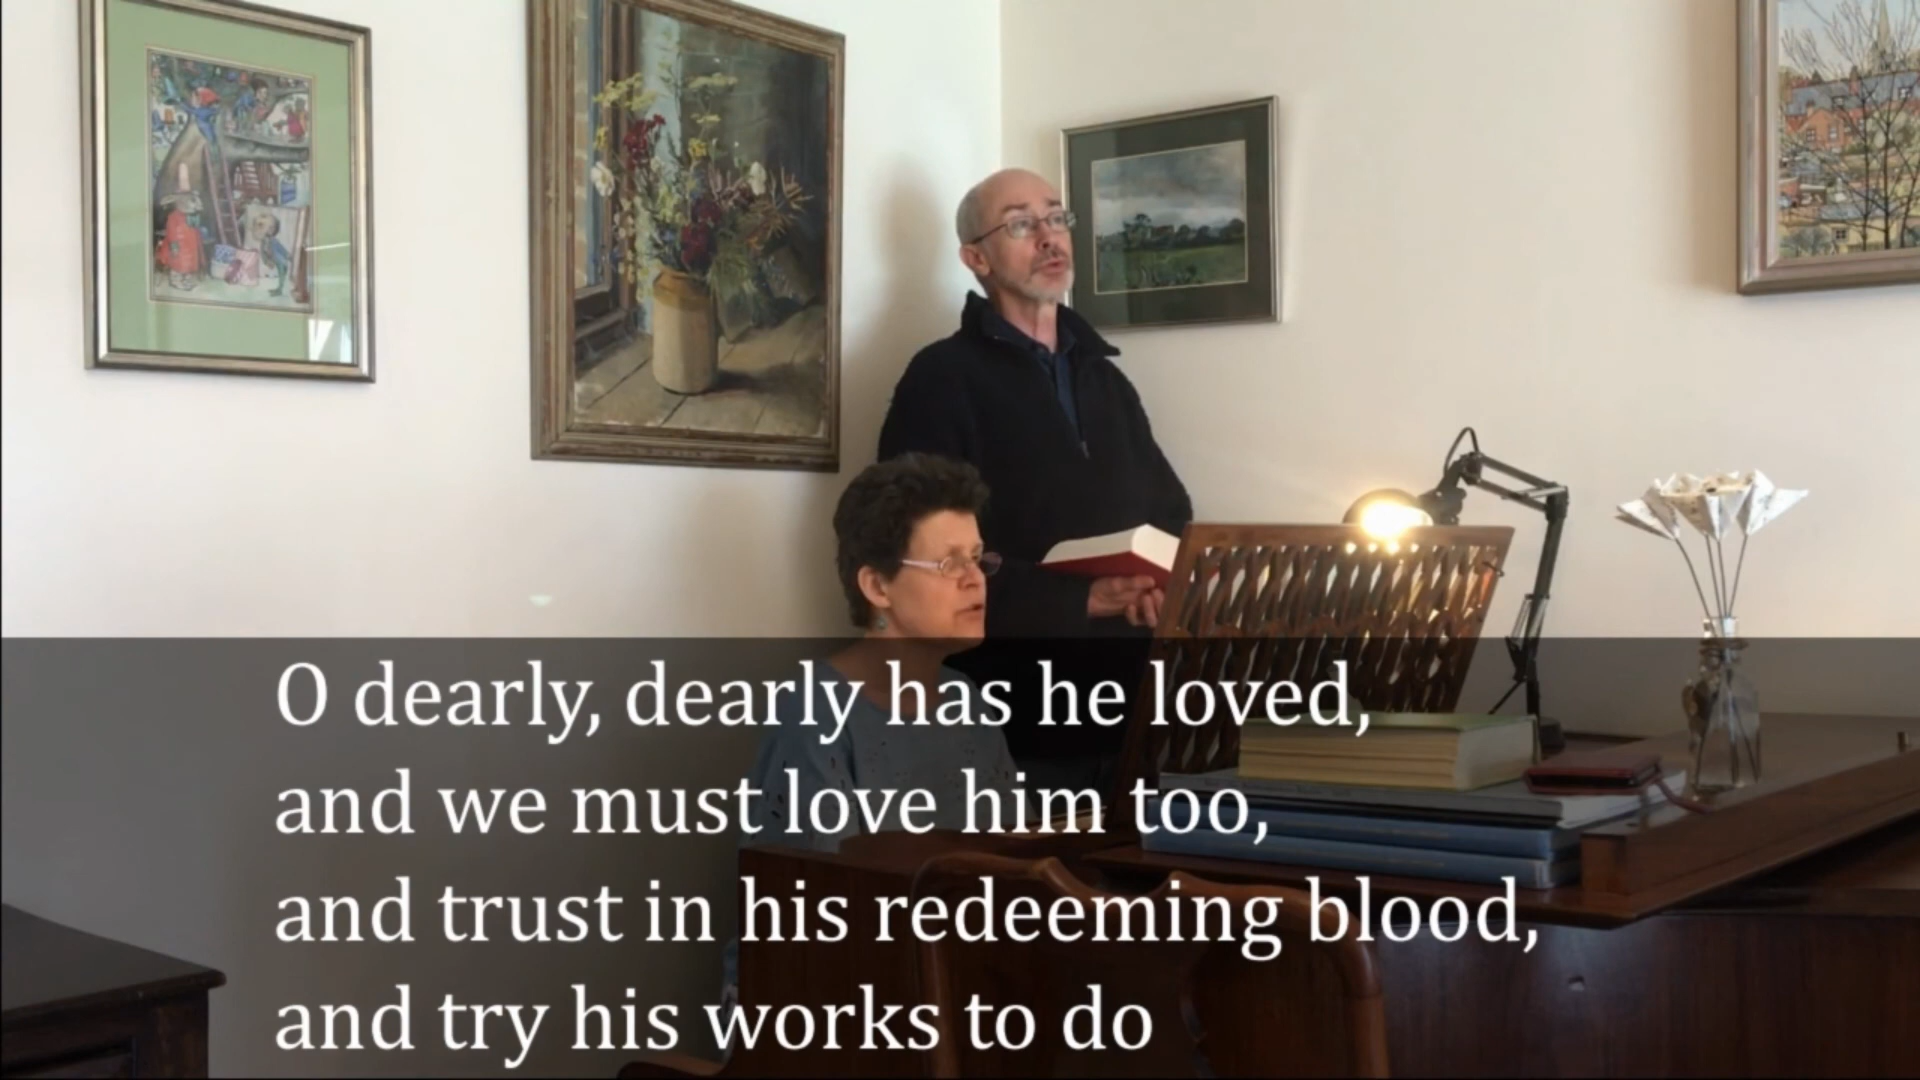 O dearly, dearly has he loved,
and we must love him too,
and trust in his redeeming blood,
and try his works to do